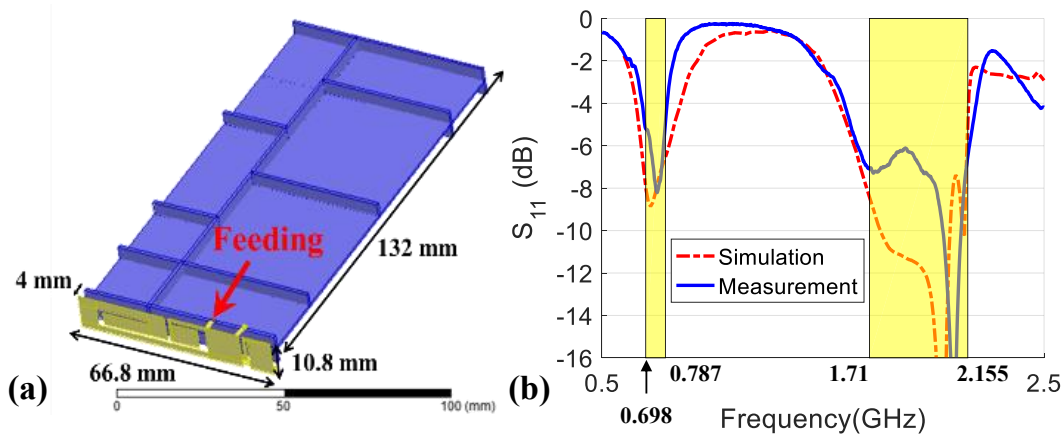 (a)
Feeding
4 mm
132 mm
66.8 mm
10.8 mm
0 50 100 (mm)
(b)
S11 (dB)
0
-2
-4
-6
-8
-10
-12
-14
-16
Simulation
Measurement
0.5 0.787 1.71 2.155 2.5
0.698
Frequency(GHz)